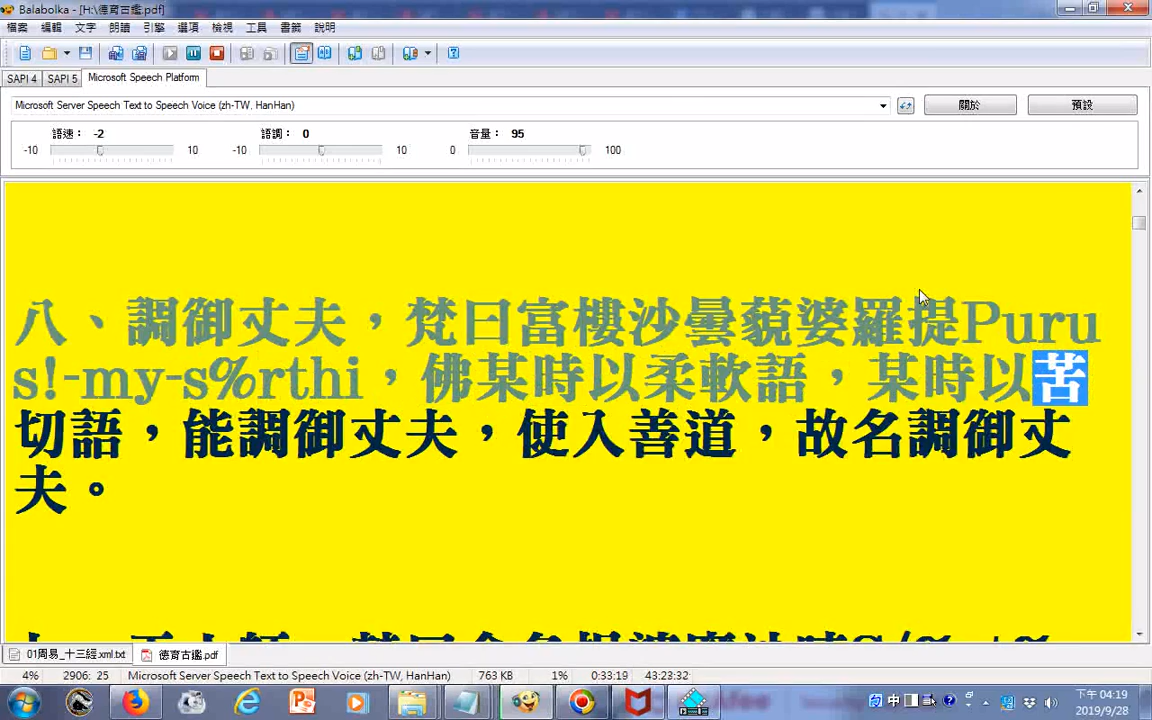 Balabolka - [H:\德育古鑑.pdf]
檔案 編輯 文字 朗讀 引擎 選項 檢視 工具 書籤 說明
SAPI 4 SAPI 5 Microsoft Speech Platform
Microsoft Server Speech Text to Speech Voice (zh-TW, HanHan) 關於 預設
語速： -2 語調： 0 音量： 95
-10 10 -10 10 0 100
八、調御丈夫，梵曰富樓沙曇藐婆羅提Puru
s!-my-s%rthi，佛某時以柔軟語，某時以苦
切語，能調御丈夫，使入善道，故名調御丈
夫。
01周易_十三經.xml.txt 德育古鑑.pdf
4% 2906: 25 Microsoft Server Speech Text to Speech Voice (zh-TW, HanHan) 763 KB 1% 0:33:19 43:23:32
中 下午 04:19
2019/9/28